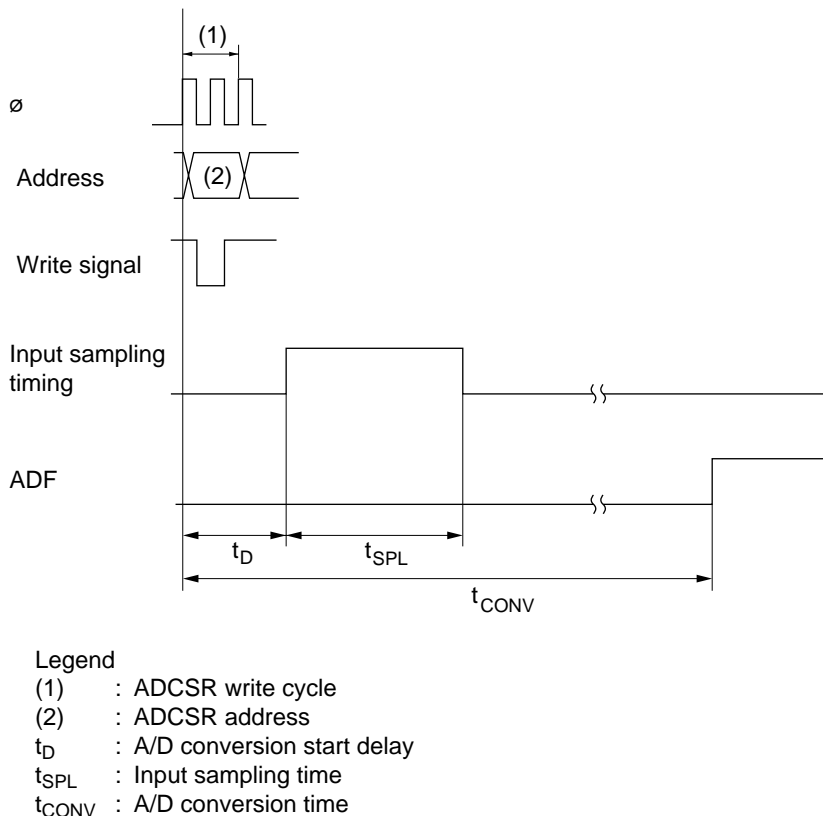 (1)
ø
Address
(2)
Write signal
Input sampling
timing
ADF
tD
tSPL
tCONV
Legend
(1) : ADCSR write cycle
(2) : ADCSR address
tD : A/D conversion start delay
tSPL : Input sampling time
tCONV : A/D conversion time